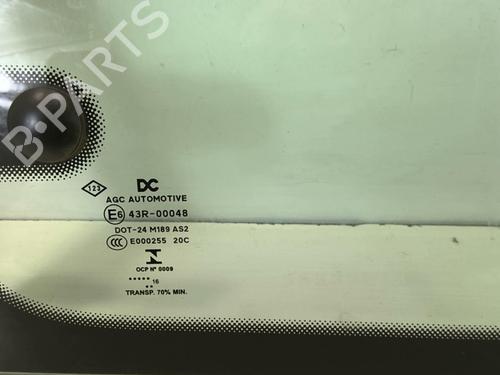 B-PARTS
DC
123
AGC AUTOMOTIVE
E6 43R-00048
DOT-24 M189 AS2
CCC E000255 20C
OCP Nº 0009
•••••• 16
••
TRANSP. 70% MIN.